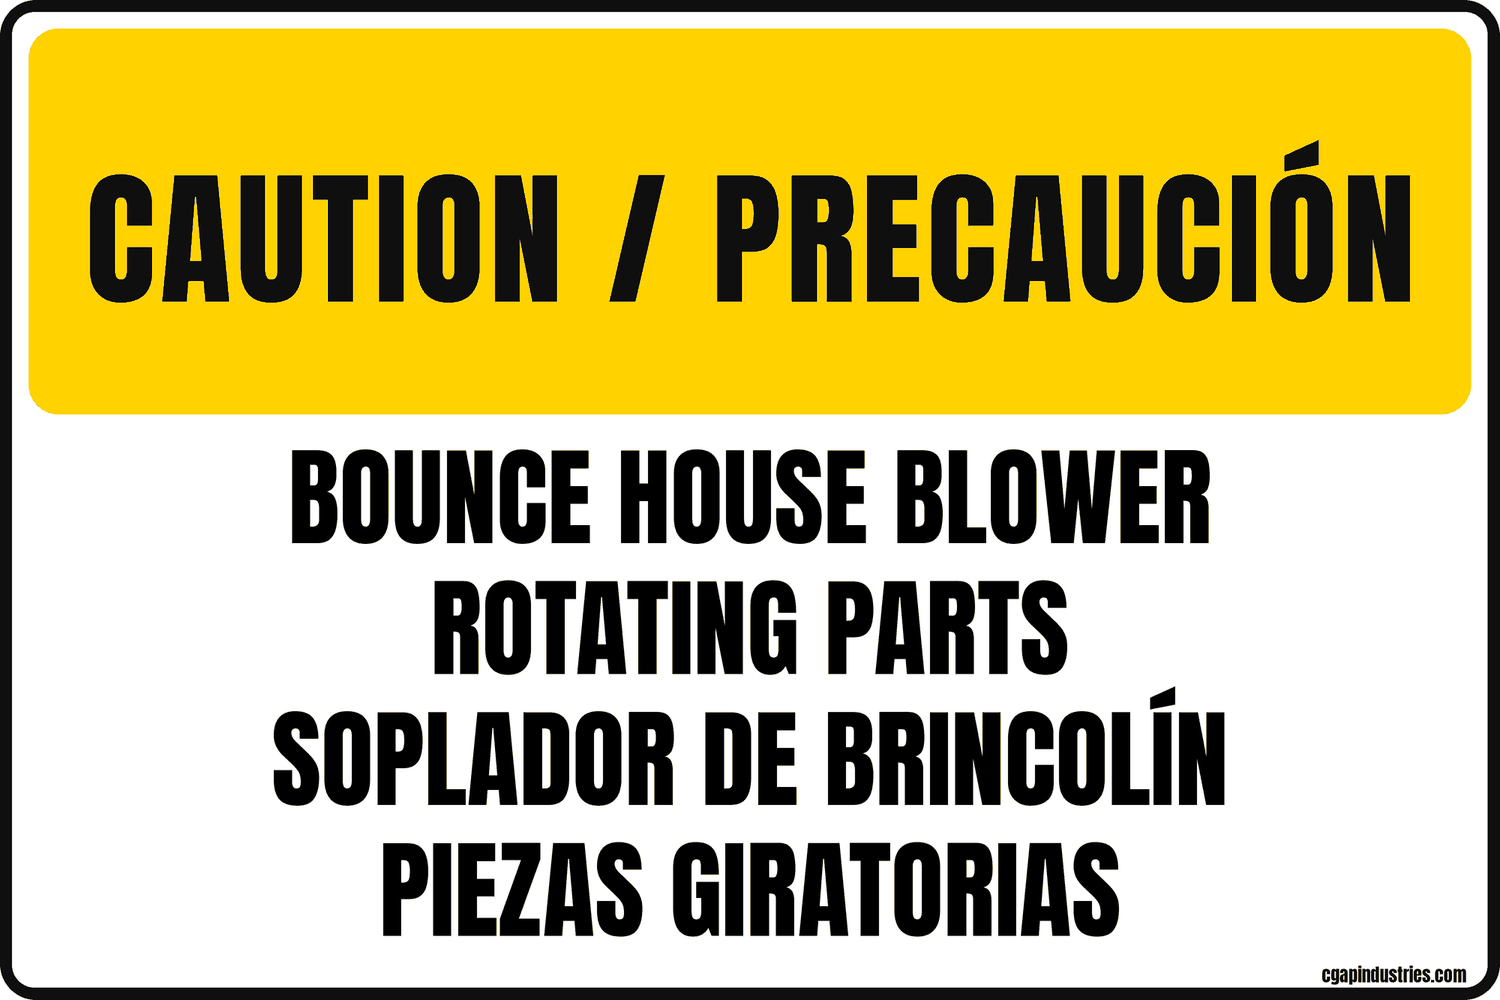 CAUTION / PRECAUCIÓN
BOUNCE HOUSE BLOWER
ROTATING PARTS
SOPLADOR DE BRINCOLÍN
PIEZAS GIRATORIAS
cgapindustries.com